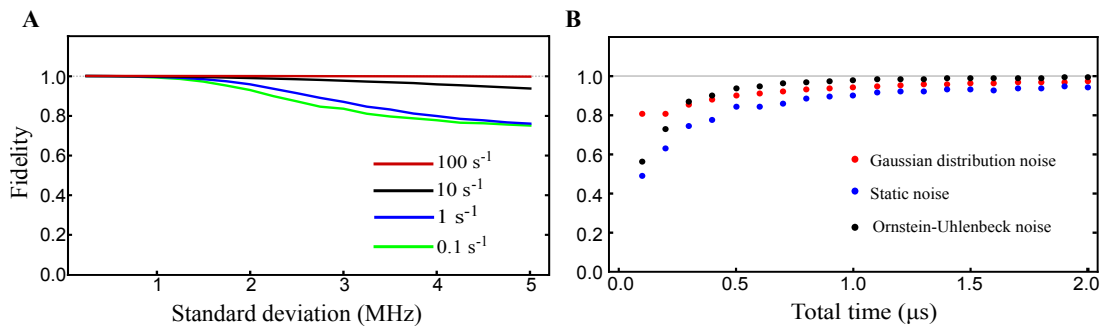 A
Fidelity
1.0
0.8
0.6
0.4
0.2
0.0
100 s⁻¹
10 s⁻¹
1 s⁻¹
0.1 s⁻¹
1 2 3 4 5
Standard deviation (MHz)
B
1.0
0.8
0.6
0.4
0.2
0.0
Gaussian distribution noise
Static noise
Ornstein-Uhlenbeck noise
0.0 0.5 1.0 1.5 2.0
Total time (μs)